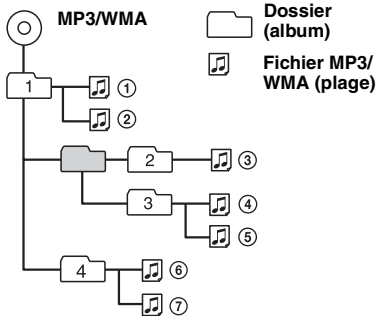 MP3/WMA
Dossier
(album)
Fichier MP3/
WMA (plage)
1
①
②
2
③
3
④
⑤
4
⑥
⑦